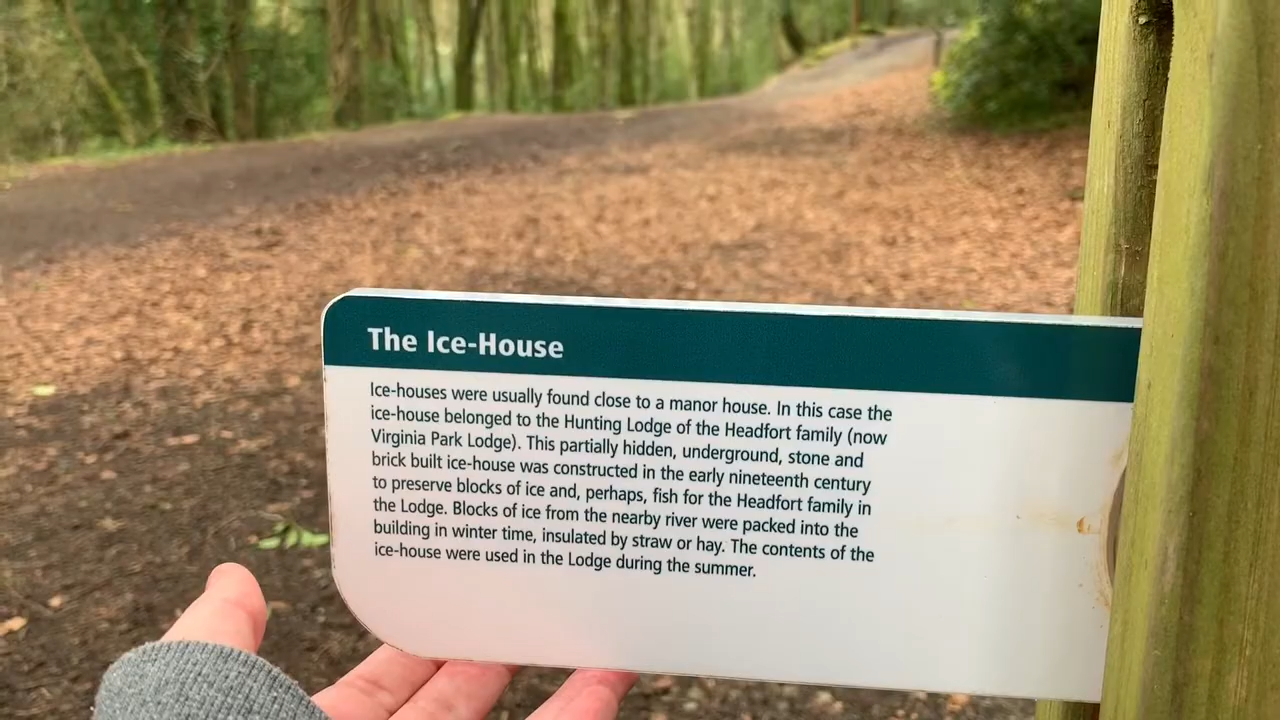 The Ice-House
Ice-houses were usually found close to a manor house. In this case the
ice-house belonged to the Hunting Lodge of the Headfort family (now
Virginia Park Lodge). This partially hidden, underground, stone and
brick built ice-house was constructed in the early nineteenth century
to preserve blocks of ice and, perhaps, fish for the Headfort family in
the Lodge. Blocks of ice from the nearby river were packed into the
building in winter time, insulated by straw or hay. The contents of the
ice-house were used in the Lodge during the summer.